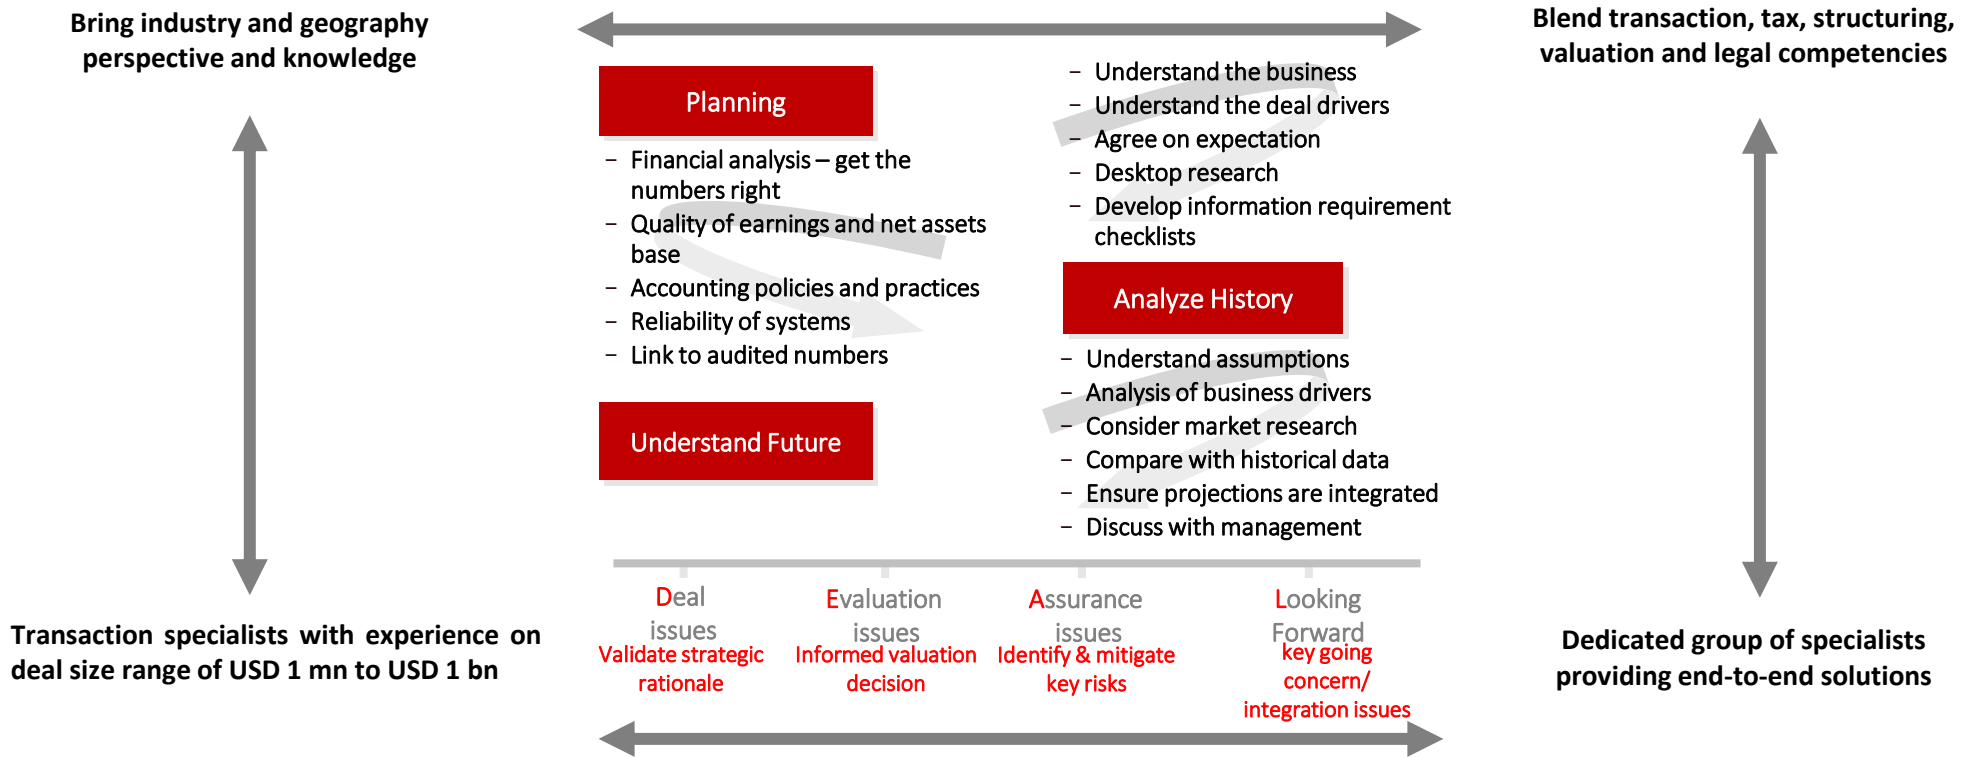 Bring industry and geography
perspective and knowledge
Blend transaction, tax, structuring,
valuation and legal competencies
Planning
– Understand the business
– Understand the deal drivers
– Agree on expectation
– Desktop research
– Develop information requirement
checklists
– Financial analysis – get the
numbers right
– Quality of earnings and net assets
base
– Accounting policies and practices
– Reliability of systems
– Link to audited numbers
Analyze History
Understand Future
– Understand assumptions
– Analysis of business drivers
– Consider market research
– Compare with historical data
– Ensure projections are integrated
– Discuss with management
Deal
issues
Validate strategic
rationale
Evaluation
issues
Informed valuation
decision
Assurance
issues
Identify & mitigate
key risks
Looking
Forward
key going
concern/
integration issues
Transaction specialists with experience on
deal size range of USD 1 mn to USD 1 bn
Dedicated group of specialists
providing end-to-end solutions